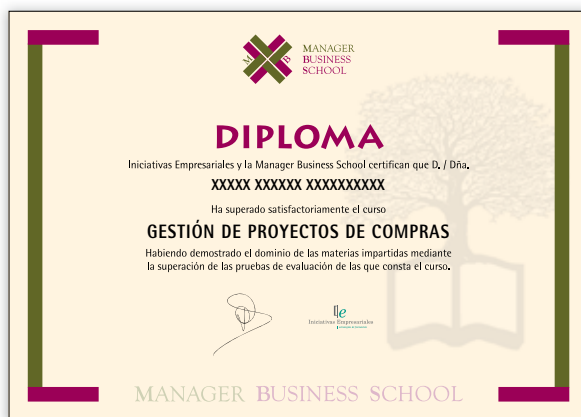 M B
MANAGER
BUSINESS
SCHOOL
DIPLOMA
Iniciativas Empresariales y la Manager Business School certifican que D. / Dña.
XXXXX XXXXXX XXXXXXXXXX
Ha superado satisfactoriamente el curso
GESTIÓN DE PROYECTOS DE COMPRAS
Habiendo demostrado el dominio de las materias impartidas mediante
la superación de las pruebas de evaluación de las que consta el curso.
Ie
Iniciativas Empresariales
MANAGER BUSINESS SCHOOL